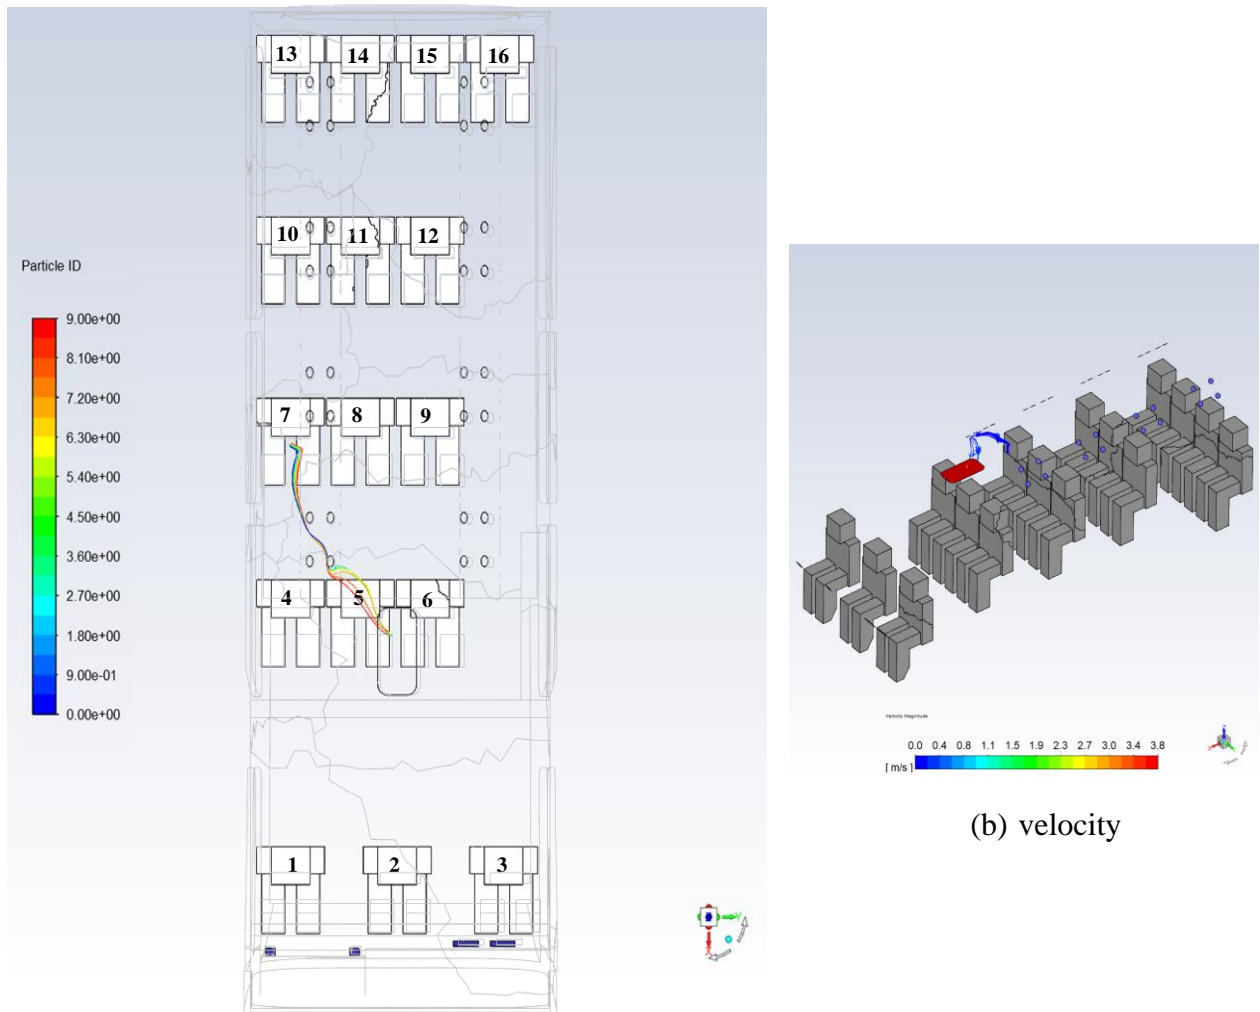 13 14 15 16
10 11 12
Particle ID
9.00e+00
8.10e+00
7.20e+00
6.30e+00
5.40e+00
4.50e+00
3.60e+00
2.70e+00
1.80e+00
9.00e-01
0.00e+00
7 8 9
4 5 6
1 2 3
Y
X
Velocity Magnitude
0.0 0.4 0.8 1.1 1.5 1.9 2.3 2.7 3.0 3.4 3.8
[ m/s ]
Z
X Y
(b) velocity